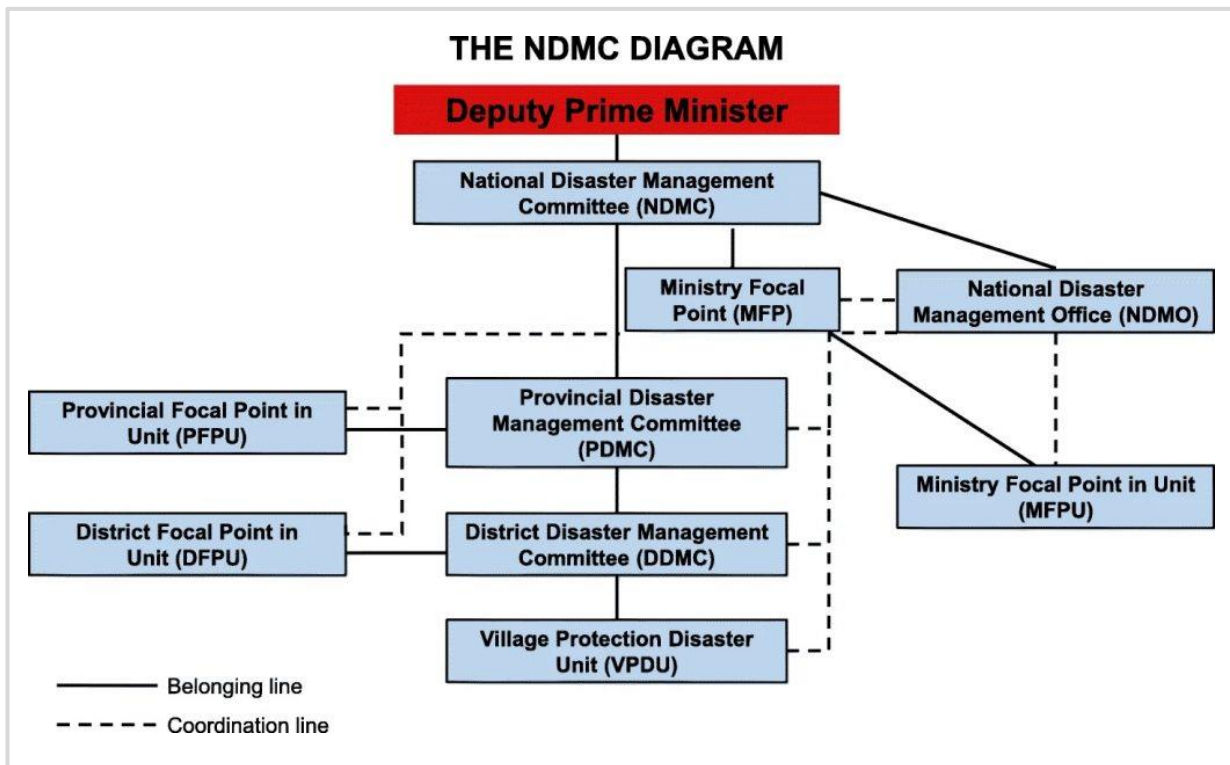 THE NDMC DIAGRAM
Deputy Prime Minister
National Disaster Management
Committee (NDMC)
Ministry Focal
Point (MFP)
National Disaster
Management Office (NDMO)
Provincial Focal Point in
Unit (PFPU)
Provincial Disaster
Management Committee
(PDMC)
Ministry Focal Point in Unit
(MFPU)
District Focal Point in
Unit (DFPU)
District Disaster Management
Committee (DDMC)
Village Protection Disaster
Unit (VPDU)
Belonging line
Coordination line